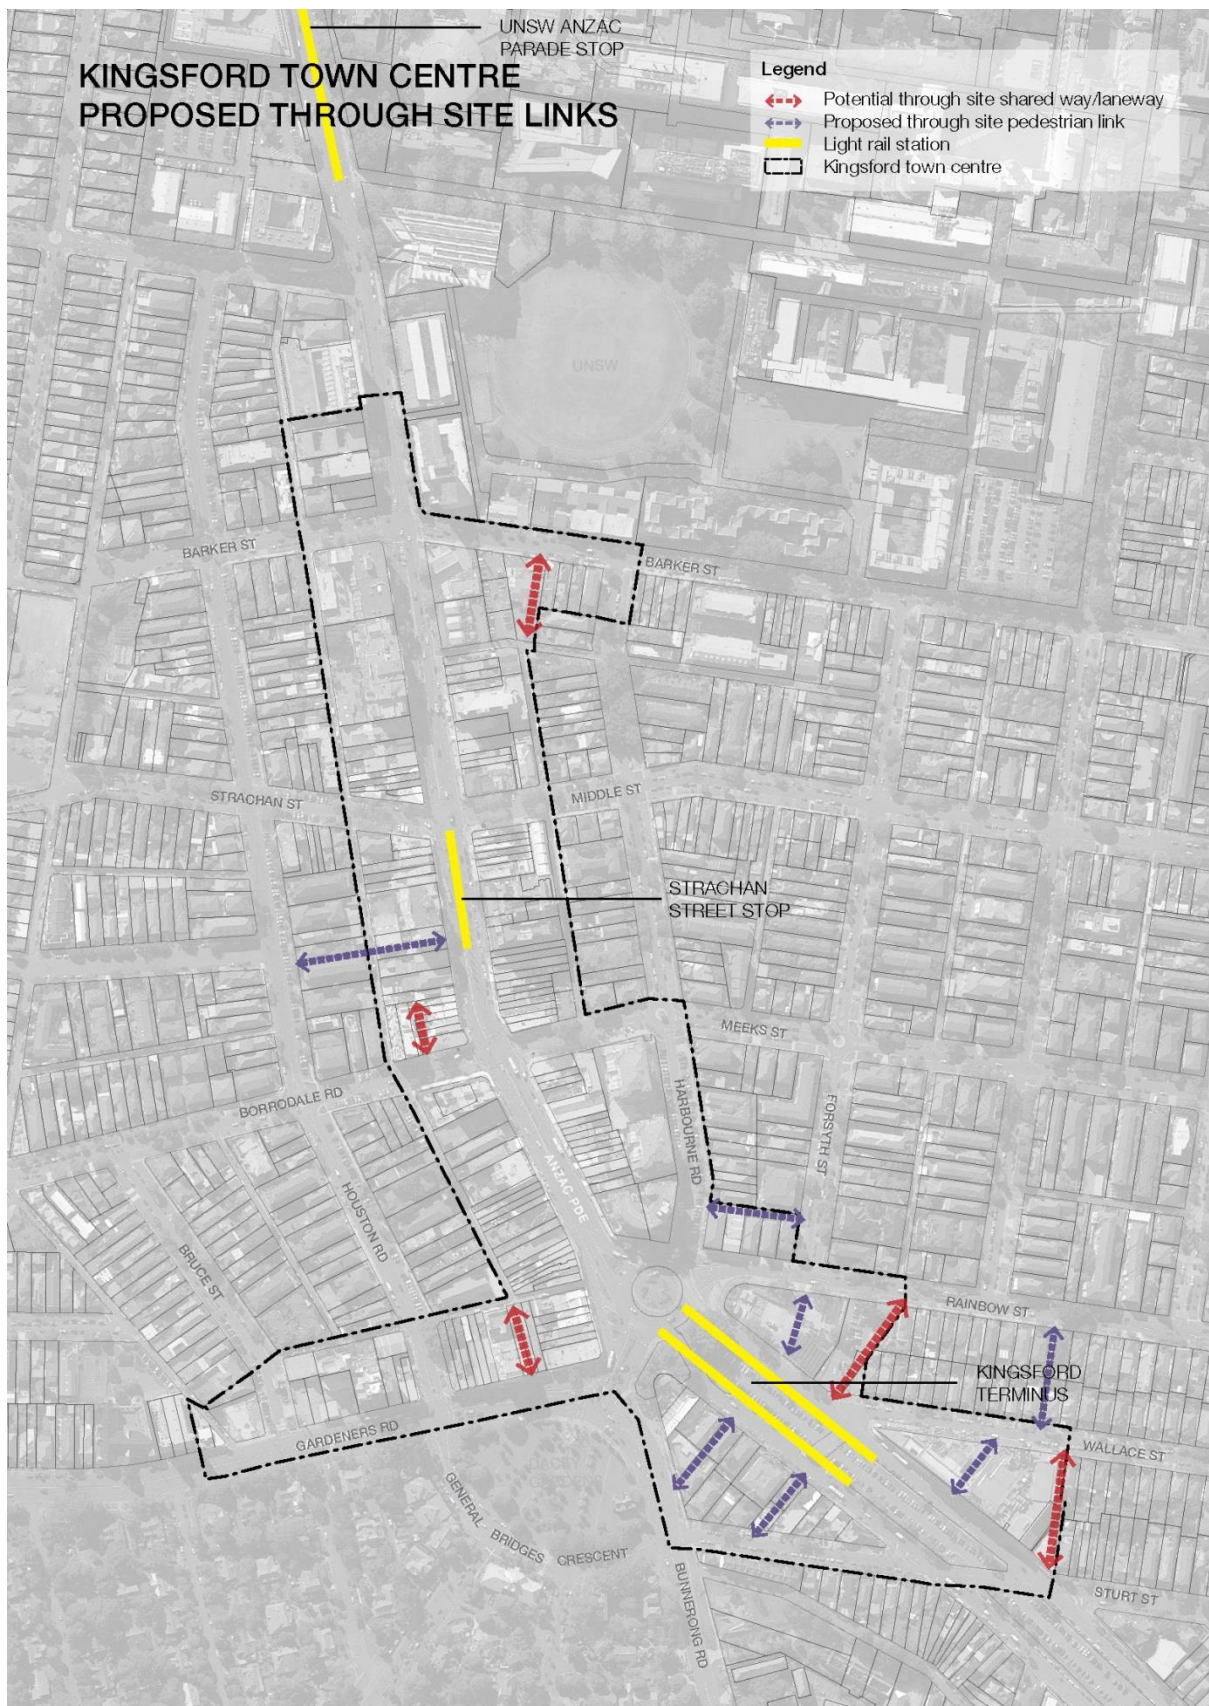 UNSW ANZAC
PARADE STOP
KINGSFORD TOWN CENTRE
PROPOSED THROUGH SITE LINKS
Legend
Potential through site shared way/laneway
Proposed through site pedestrian link
Light rail station
Kingsford town centre
UNSW
BARKER ST
BARKER ST
STRACHAN ST
MIDDLE ST
STRACHAN
STREET STOP
MEEKS ST
BORRODALE RD
HARBOURNE RD
FORSYTH ST
ANZAC PDE
HOUSTON RD
BRUCE ST
RAINBOW ST
KINGSFORD
TERMINUS
GARDENERS RD
WALLACE ST
GENERAL BRIDGES CRESCENT
BUNNERONG RD
STURT ST